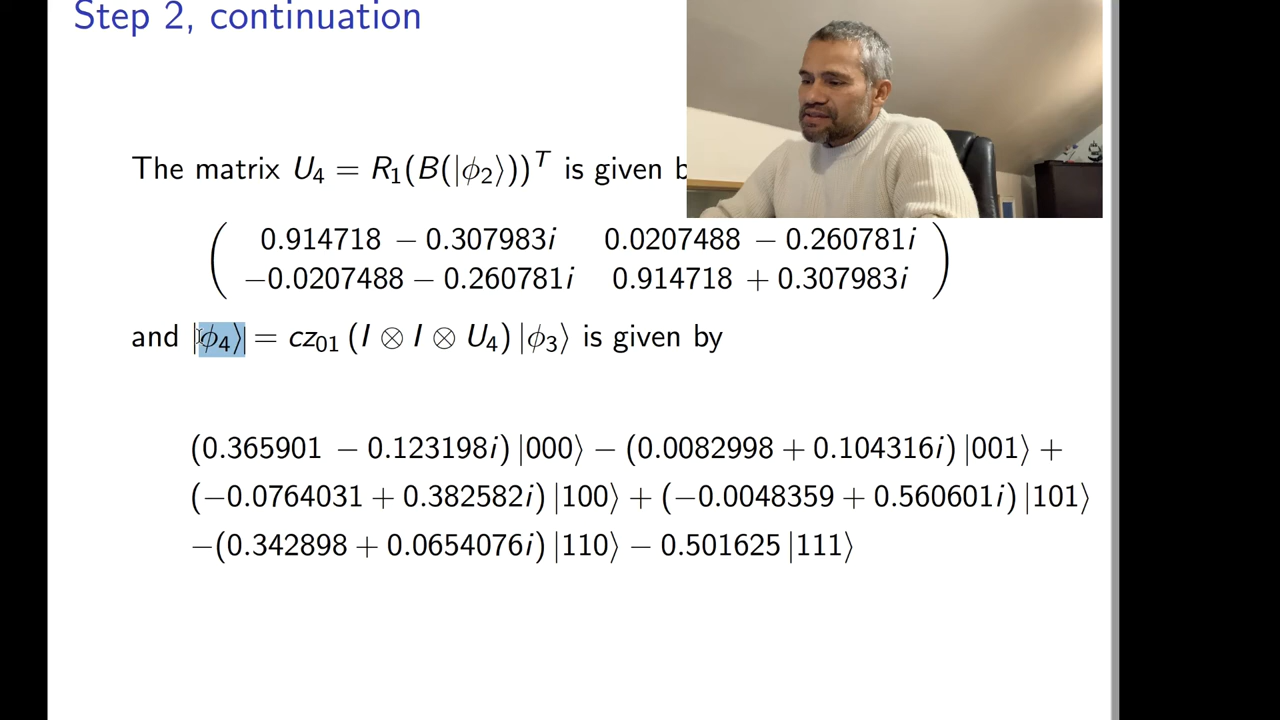 Step 2, continuation
The matrix U₄ = R₁(B(|ϕ₂⟩))ᵀ is given b
0.914718 − 0.307983i 0.0207488 − 0.260781i
−0.0207488 − 0.260781i 0.914718 + 0.307983i
and |ϕ₄⟩ = cz₀₁ (I ⊗ I ⊗ U₄) |ϕ₃⟩ is given by
(0.365901 − 0.123198i) |000⟩ − (0.0082998 + 0.104316i) |001⟩ +
(−0.0764031 + 0.382582i) |100⟩ + (−0.0048359 + 0.560601i) |101⟩
−(0.342898 + 0.0654076i) |110⟩ − 0.501625 |111⟩